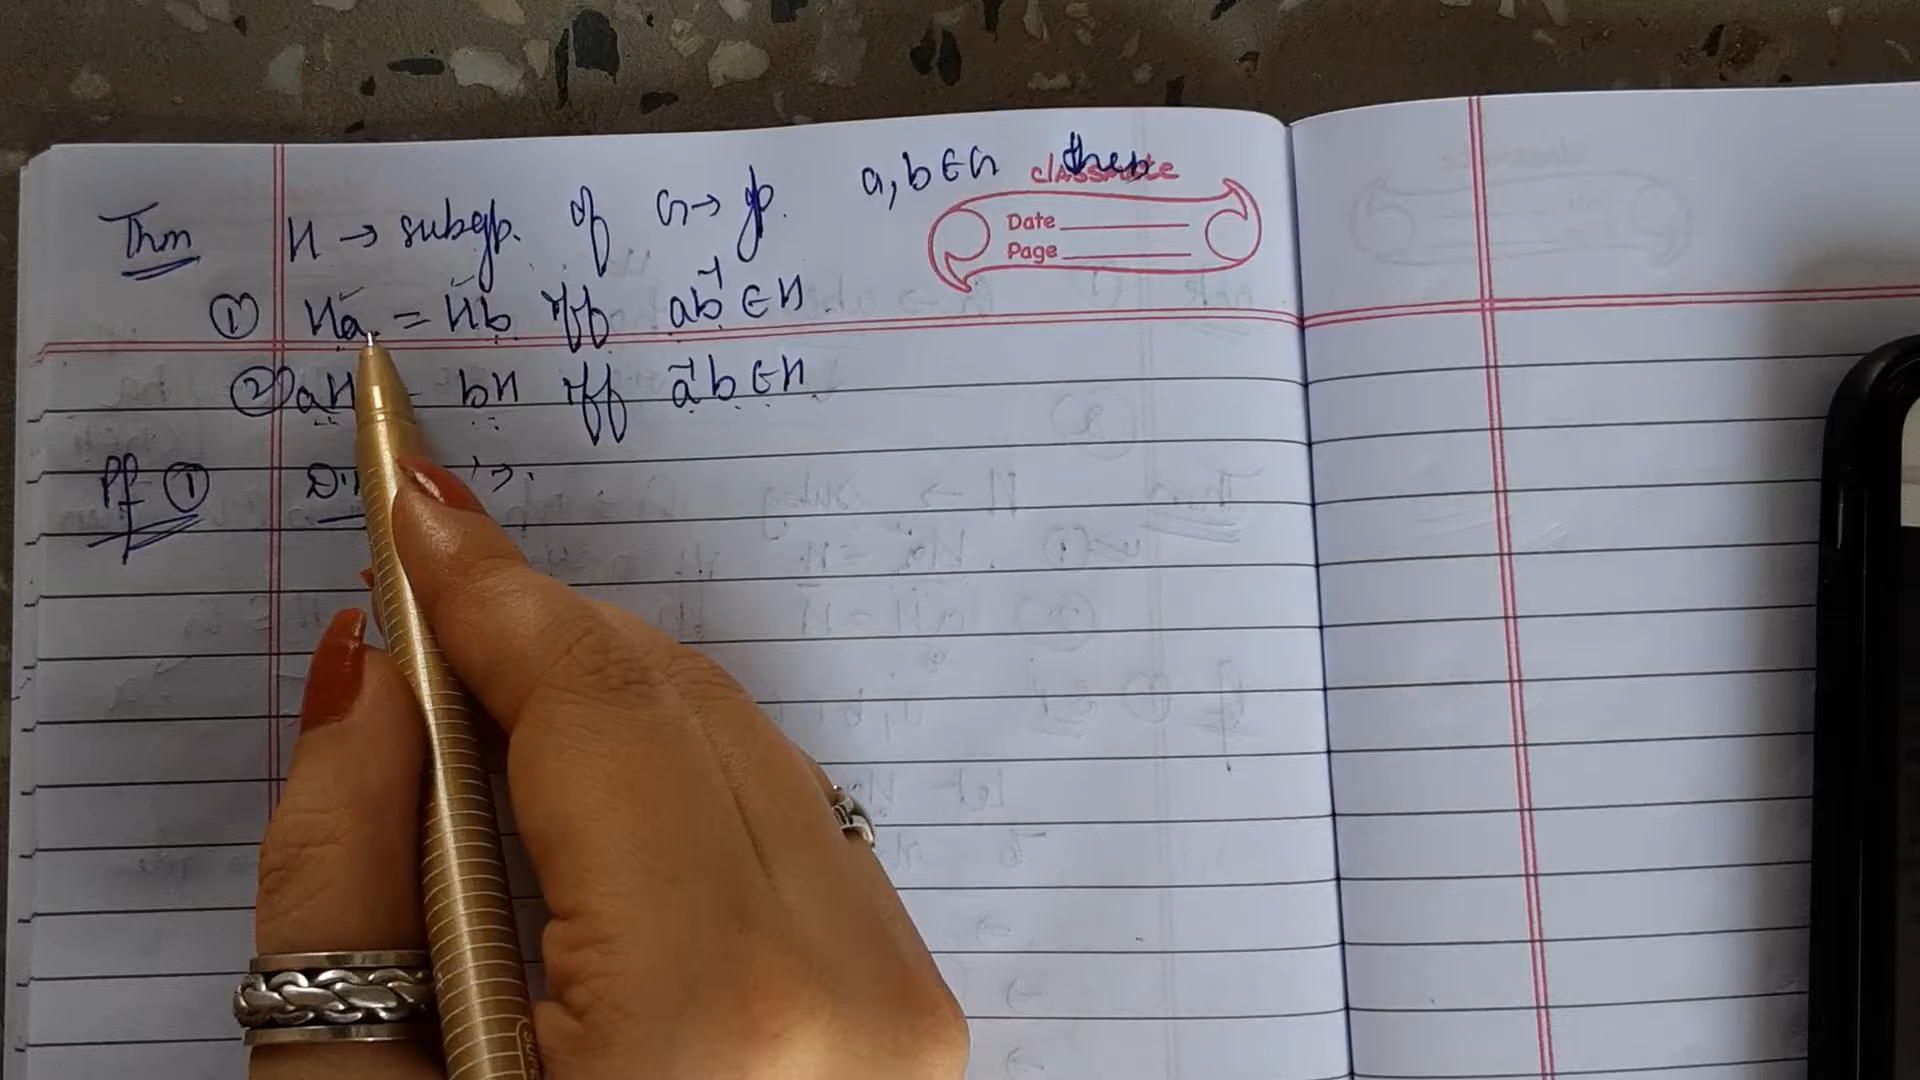 Thm H → subgp. of G → gp. a, b ∈ G then
classmate
Date
Page
① Ha = Hb iff ab⁻¹ ∈ H
② aH = bH iff a⁻¹b ∈ H
Pf ①